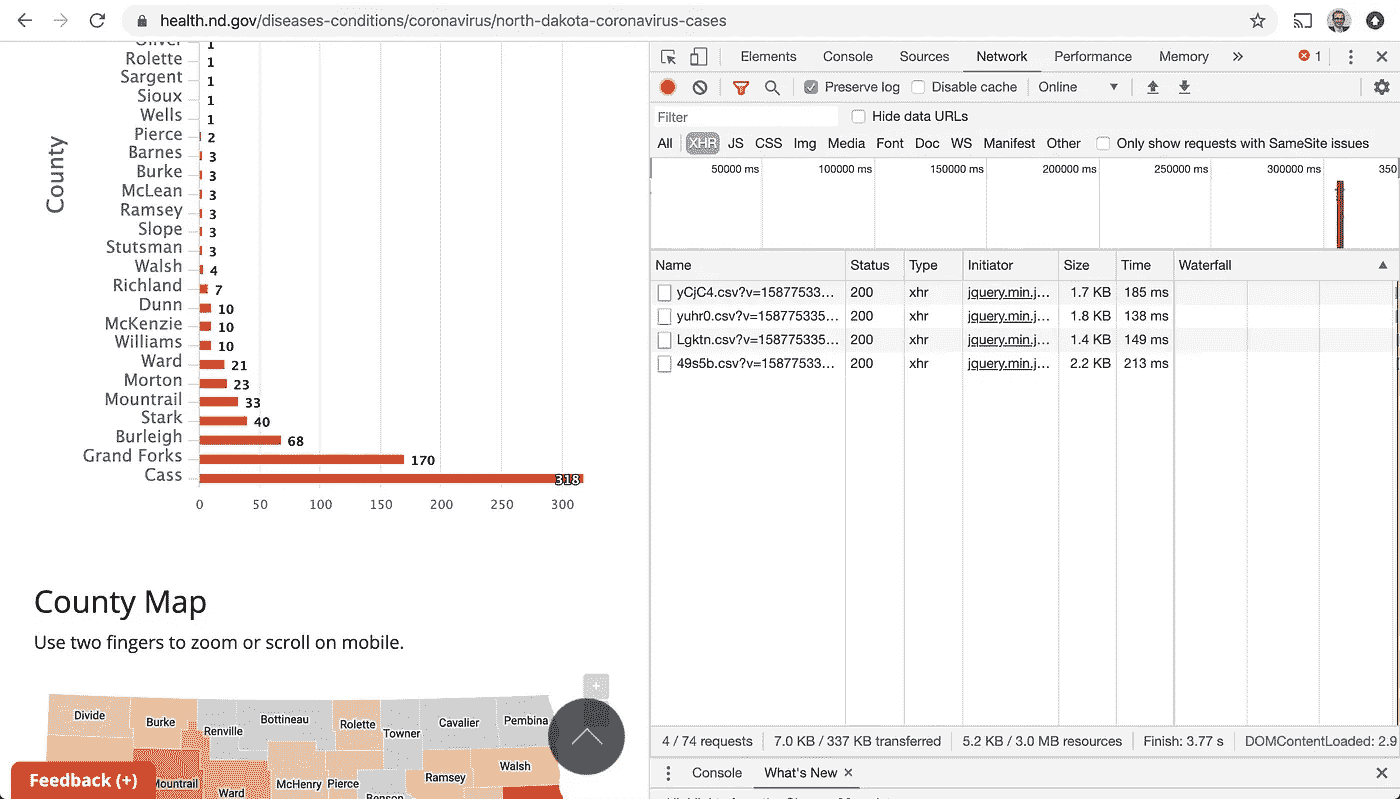 health.nd.gov/diseases-conditions/coronavirus/north-dakota-coronavirus-cases
County
Oliver 1
Rolette 1
Sargent 1
Sioux 1
Wells 1
Pierce 2
Barnes 3
Burke 3
McLean 3
Ramsey 3
Slope 3
Stutsman 3
Walsh 4
Richland 7
Dunn 10
McKenzie 10
Williams 10
Ward 21
Morton 23
Mountrail 33
Stark 40
Burleigh 68
Grand Forks 170
Cass 318
0 50 100 150 200 250 300
County Map
Use two fingers to zoom or scroll on mobile.
+
Divide Burke Renville Bottineau Rolette Towner Cavalier Pembina
Mountrail Ward McHenry Pierce Benson Ramsey Walsh
Feedback (+)
Elements Console Sources Network Performance Memory » 1
Preserve log Disable cache Online
Filter Hide data URLs
All XHR JS CSS Img Media Font Doc WS Manifest Other Only show requests with SameSite issues
50000 ms 100000 ms 150000 ms 200000 ms 250000 ms 300000 ms 350
Name Status Type Initiator Size Time Waterfall
yCjC4.csv?v=15877533... 200 xhr jquery.min.j... 1.7 KB 185 ms
yuhr0.csv?v=158775335... 200 xhr jquery.min.j... 1.8 KB 138 ms
Lgktn.csv?v=158775335... 200 xhr jquery.min.j... 1.4 KB 149 ms
49s5b.csv?v=15877533... 200 xhr jquery.min.j... 2.2 KB 213 ms
4 / 74 requests 7.0 KB / 337 KB transferred 5.2 KB / 3.0 MB resources Finish: 3.77 s DOMContentLoaded: 2.9
Console What's New ×